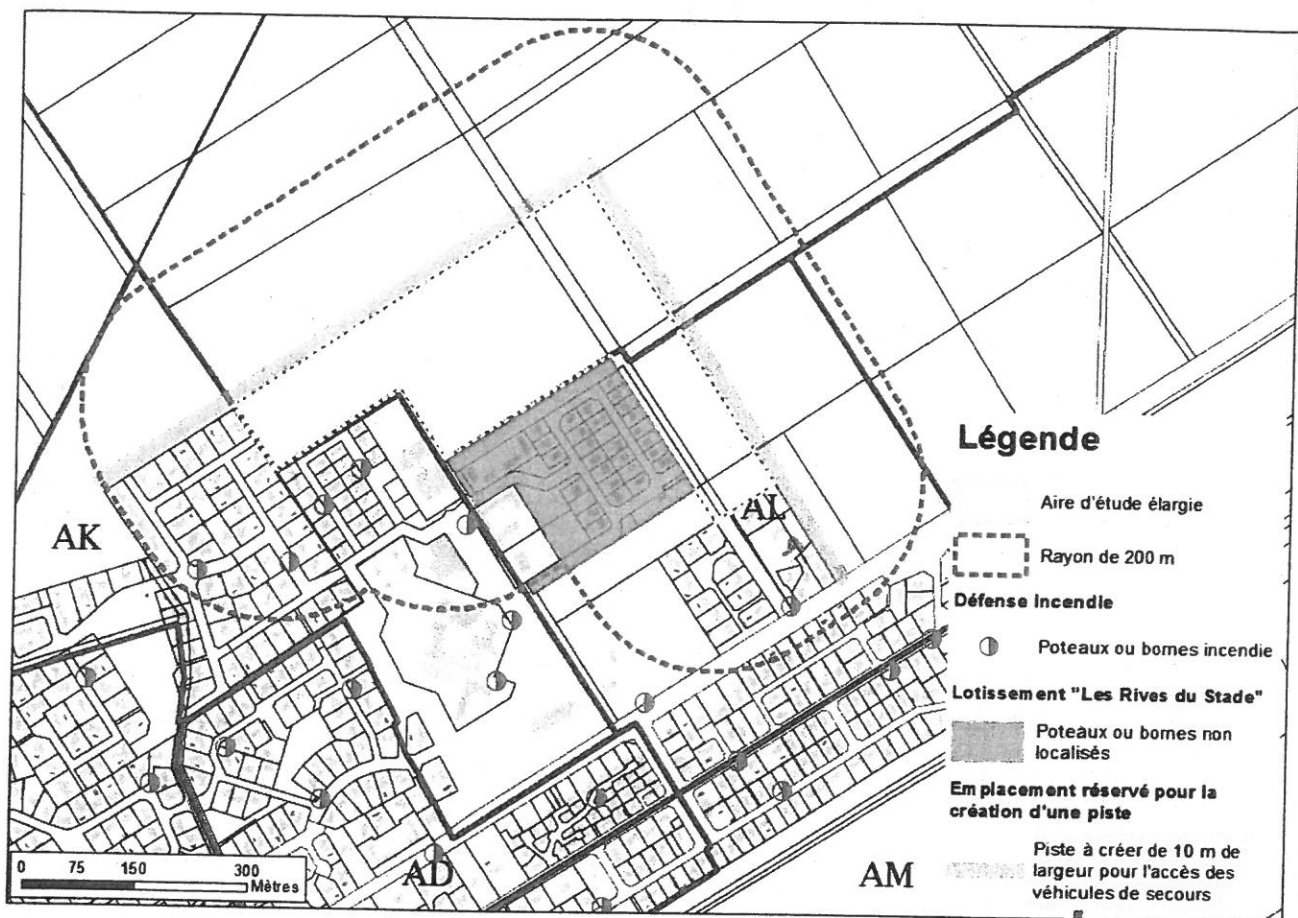 Légende
Aire d'étude élargie
Rayon de 200 m
Défense Incendie
Poteaux ou bornes incendie
Lotissement "Les Rives du Stade"
Poteaux ou bornes non
localisés
Emplacement réservé pour la
création d'une piste
Piste à créer de 10 m de
largeur pour l'accès des
véhicules de secours
AK
AL
AD
AM
0 75 150 300
Mètres